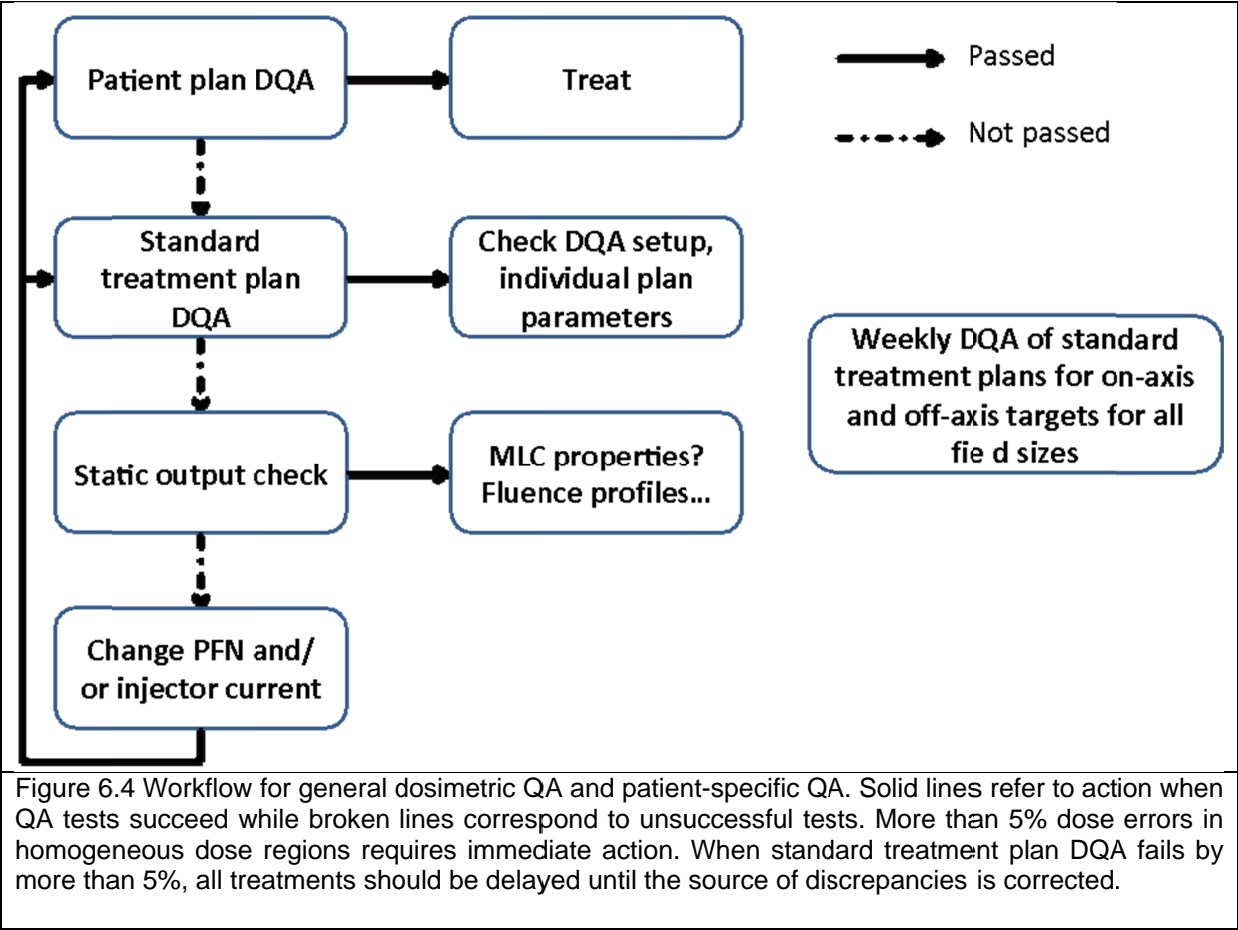 Patient plan DQA
Treat
Passed
Not passed
Standard
treatment plan
DQA
Check DQA setup,
individual plan
parameters
Weekly DQA of standard
treatment plans for on-axis
and off-axis targets for all
fie d sizes
Static output check
MLC properties?
Fluence profiles...
Change PFN and/
or injector current
Figure 6.4 Workflow for general dosimetric QA and patient-specific QA. Solid lines refer to action when
QA tests succeed while broken lines correspond to unsuccessful tests. More than 5% dose errors in
homogeneous dose regions requires immediate action. When standard treatment plan DQA fails by
more than 5%, all treatments should be delayed until the source of discrepancies is corrected.